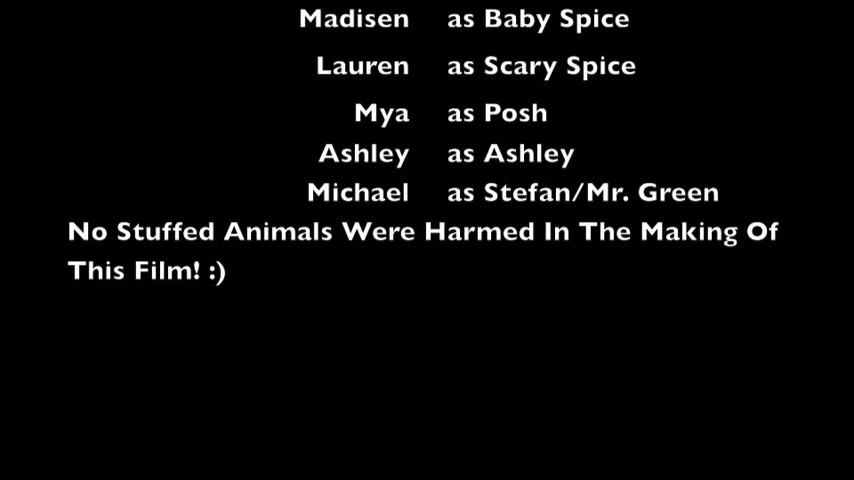 Madisen as Baby Spice
Lauren as Scary Spice
Mya as Posh
Ashley as Ashley
Michael as Stefan/Mr. Green
No Stuffed Animals Were Harmed In The Making Of
This Film! :)